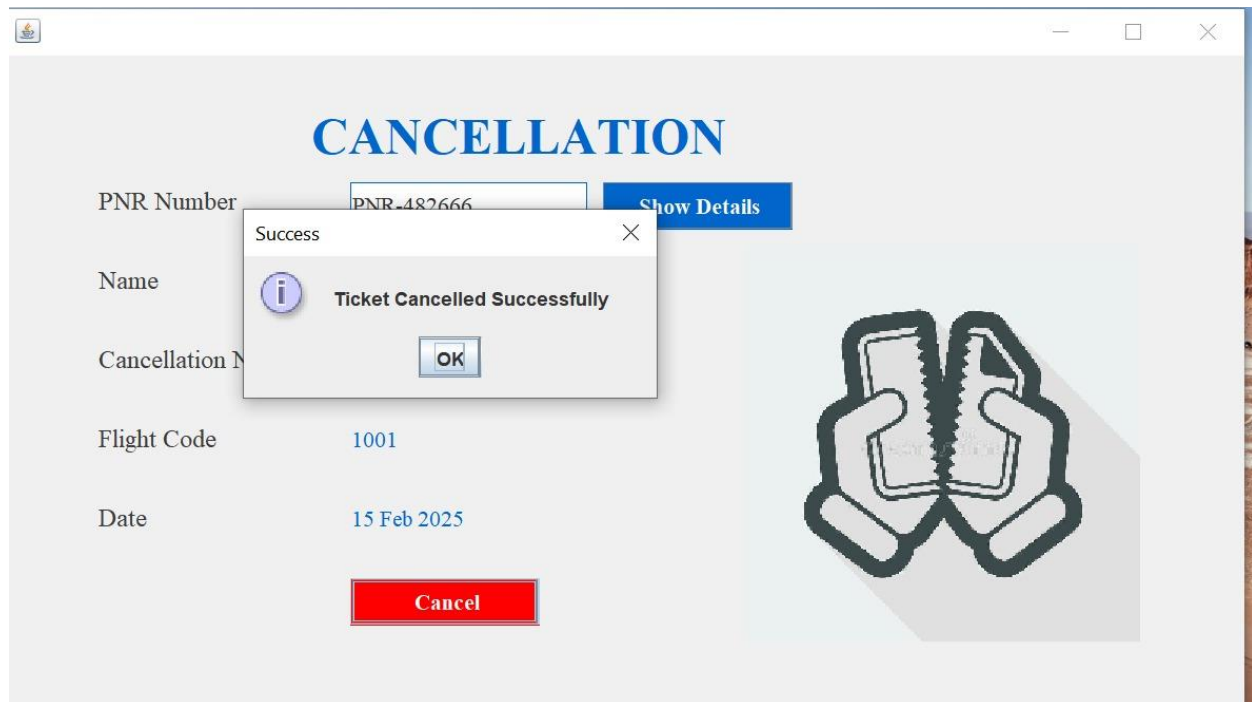 CANCELLATION
PNR Number
PNR-482666
Show Details
Success
Name
Ticket Cancelled Successfully
Cancellation N
OK
Flight Code
1001
Date
15 Feb 2025
Cancel